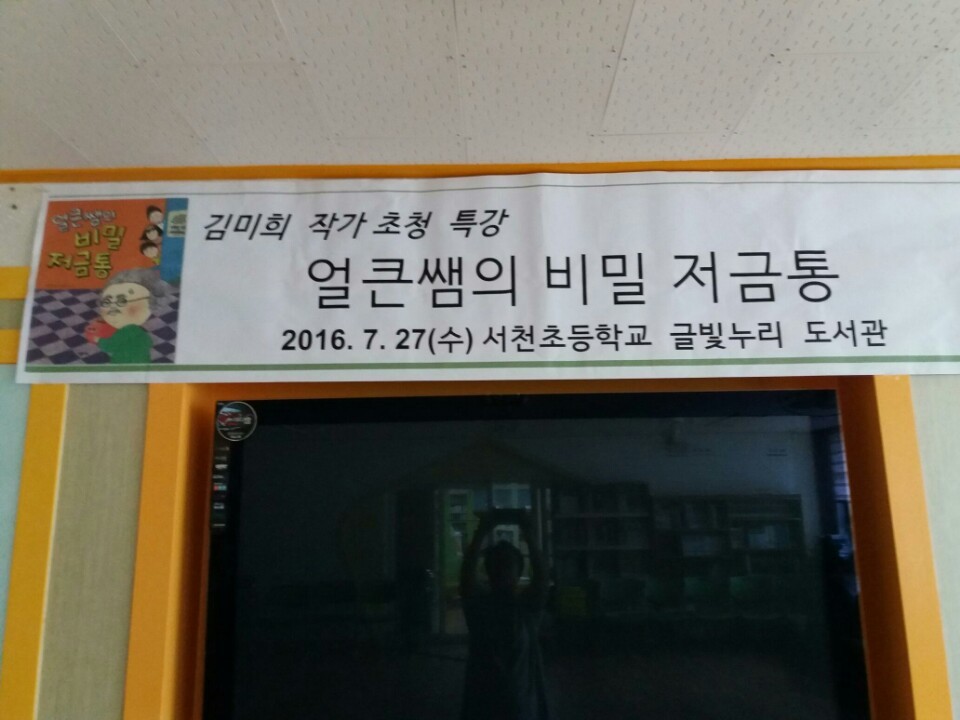 김미희 작가 초청 특강
얼큰쌤의 비밀 저금통
2016. 7. 27(수) 서천초등학교 글빛누리 도서관
얼큰쌤의
비밀
저금통